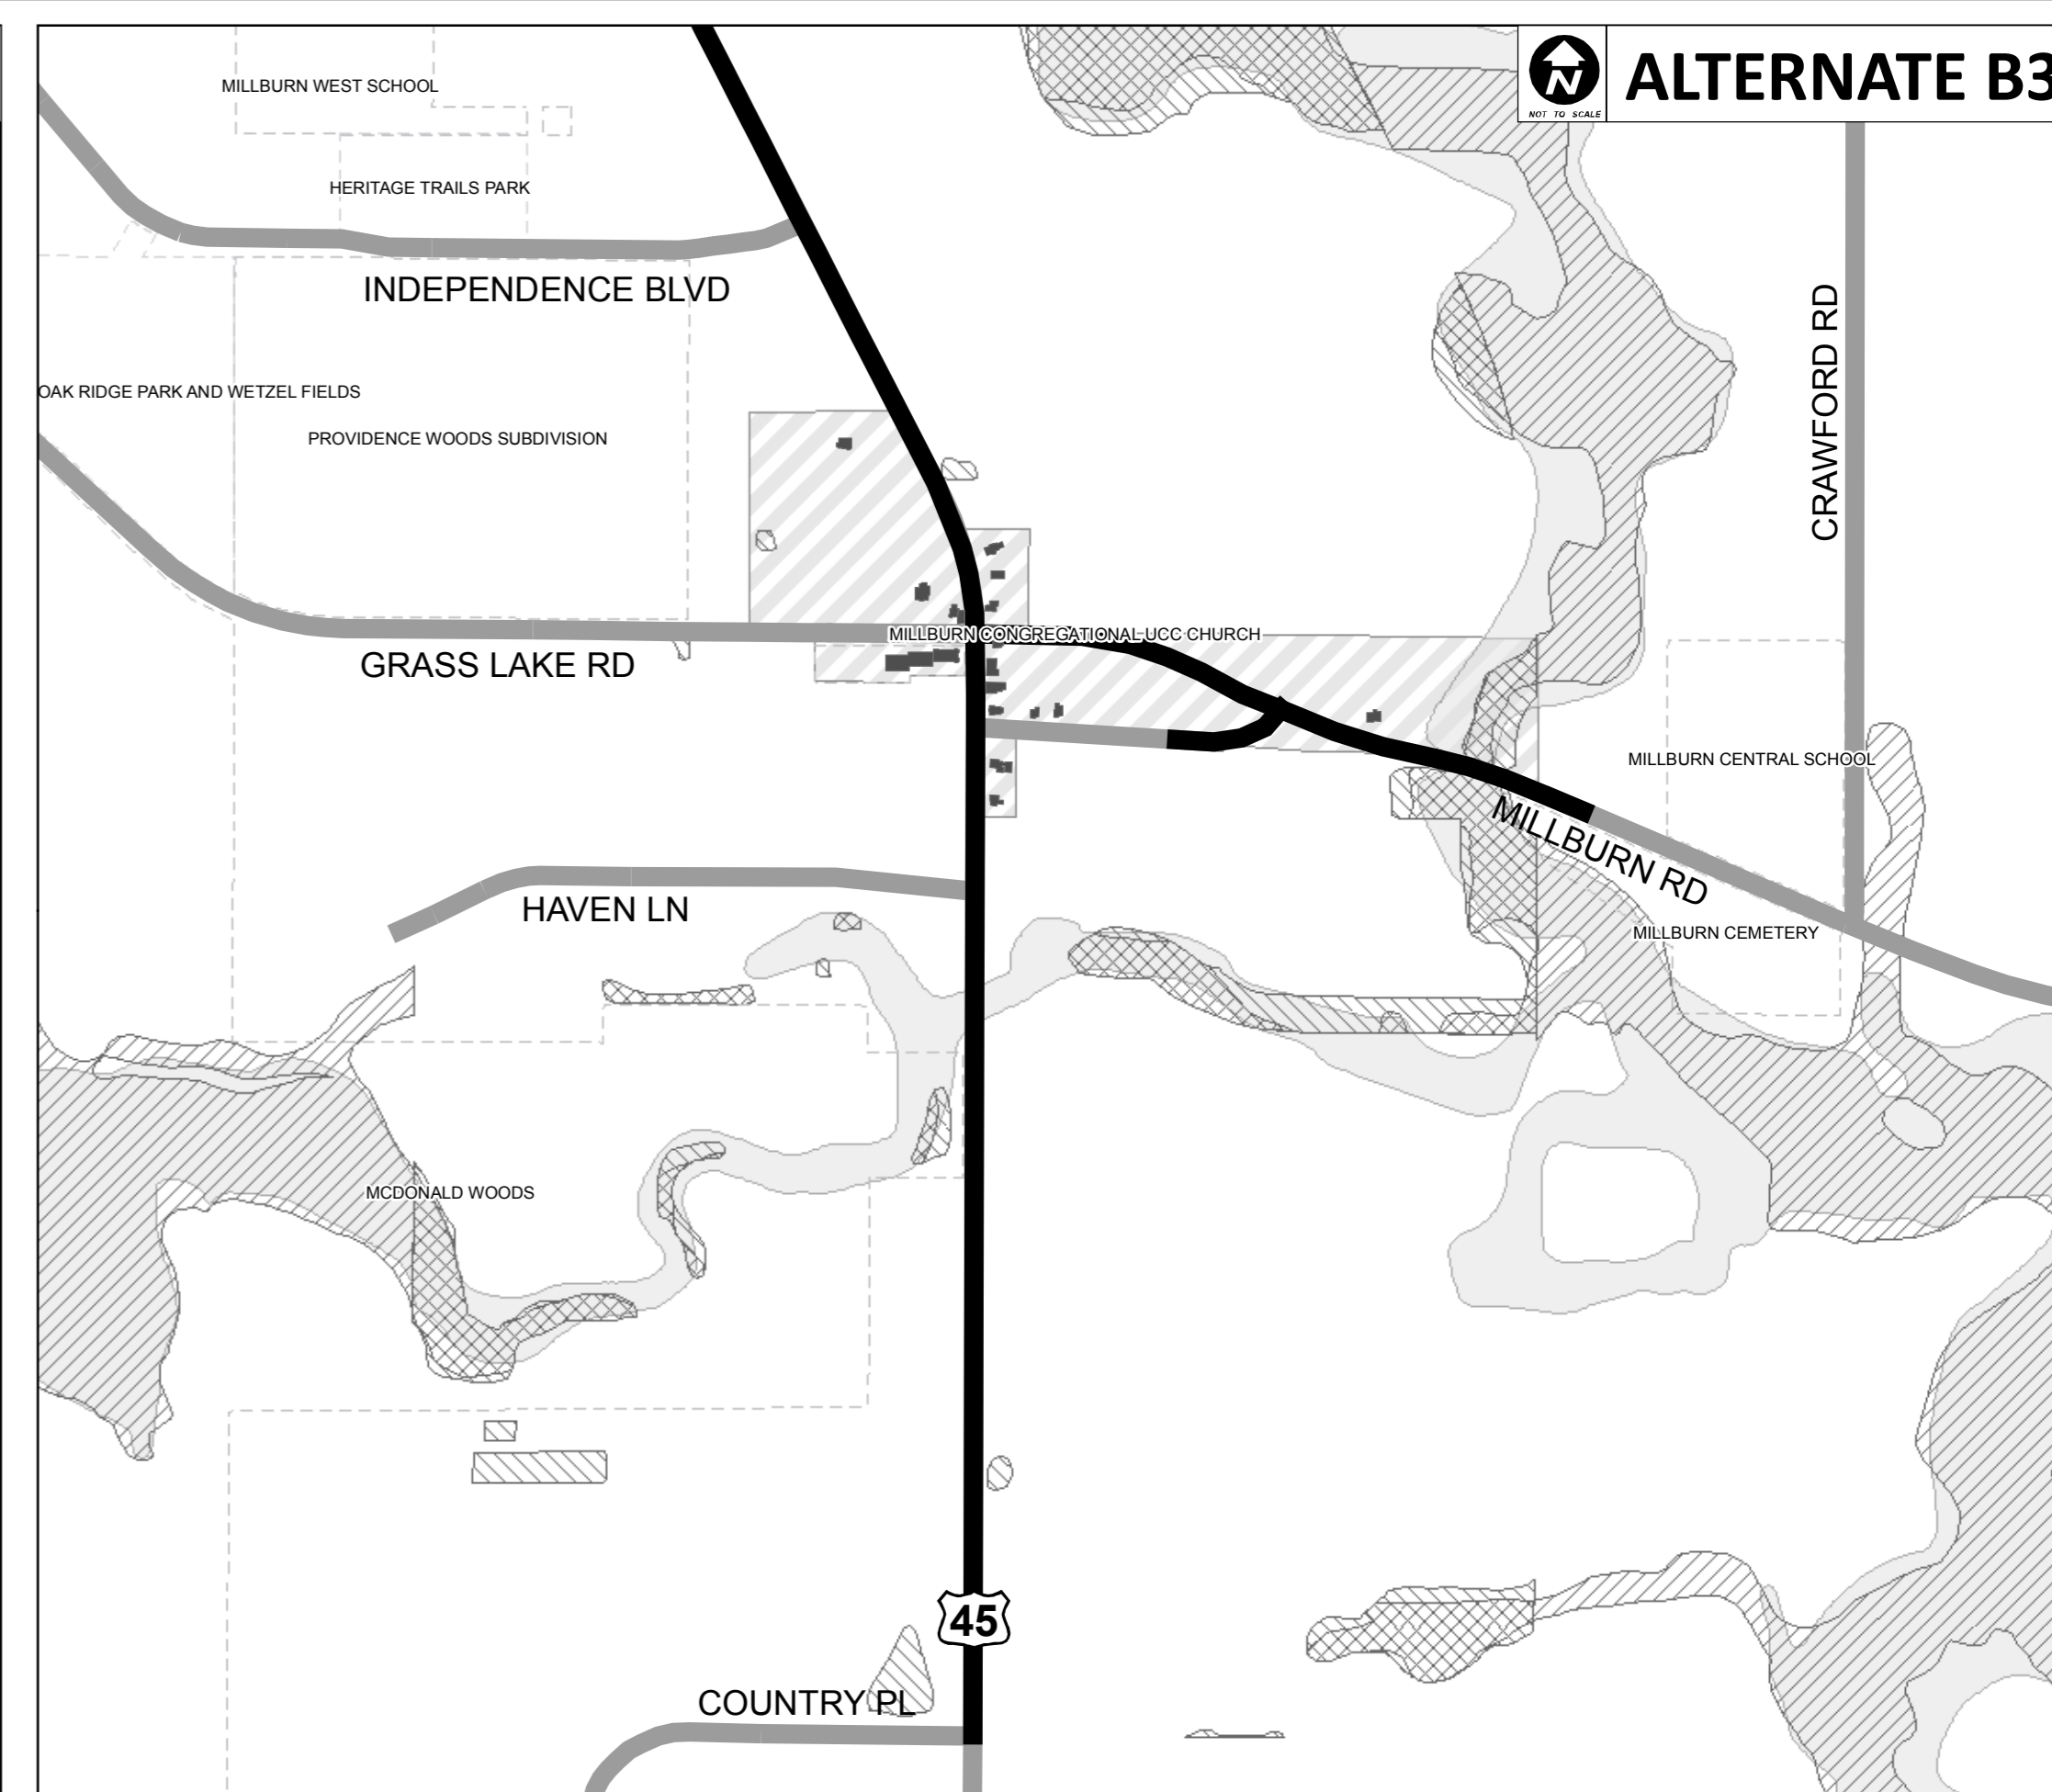 N
NOT TO SCALE
ALTERNATE B3
MILLBURN WEST SCHOOL
HERITAGE TRAILS PARK
INDEPENDENCE BLVD
CRAWFORD RD
OAK RIDGE PARK AND WETZEL FIELDS
PROVIDENCE WOODS SUBDIVISION
MILLBURN CONGREGATIONAL UCC CHURCH
GRASS LAKE RD
MILLBURN CENTRAL SCHOOL
MILLBURN RD
HAVEN LN
MILLBURN CEMETERY
MCDONALD WOODS
45
COUNTRY PL